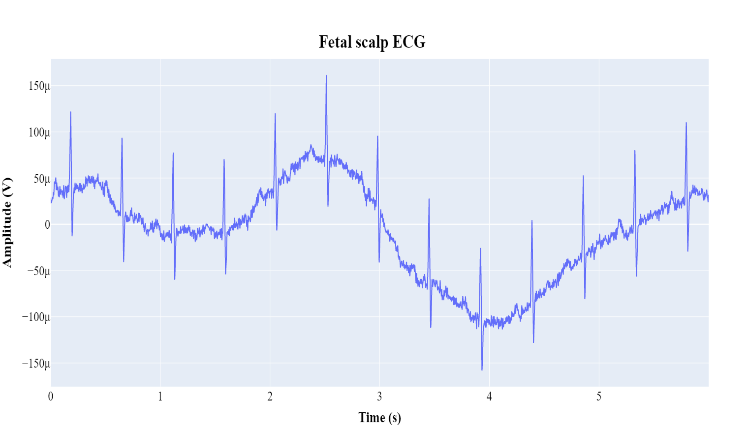 Fetal scalp ECG
Amplitude (V)
150μ
100μ
50μ
0
−50μ
−100μ
−150μ
0 1 2 3 4 5
Time (s)